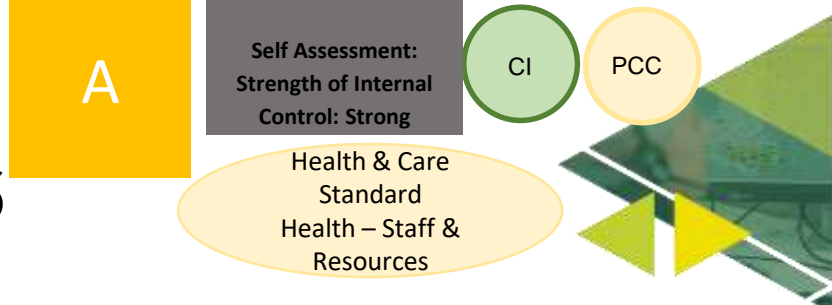 A
Self Assessment:
Strength of Internal
Control: Strong
CI
PCC
Health & Care
Standard
Health – Staff &
Resources